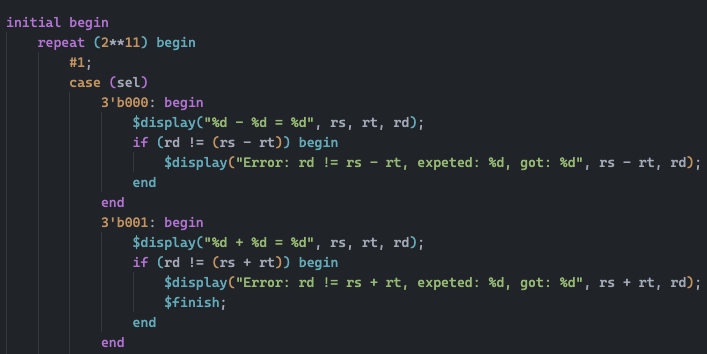 initial begin
repeat (2**11) begin
#1;
case (sel)
3'b000: begin
$display("%d - %d = %d", rs, rt, rd);
if (rd != (rs - rt)) begin
$display("Error: rd != rs - rt, expeted: %d, got: %d", rs - rt, rd);
end
end
3'b001: begin
$display("%d + %d = %d", rs, rt, rd);
if (rd != (rs + rt)) begin
$display("Error: rd != rs + rt, expeted: %d, got: %d", rs + rt, rd);
$finish;
end
end